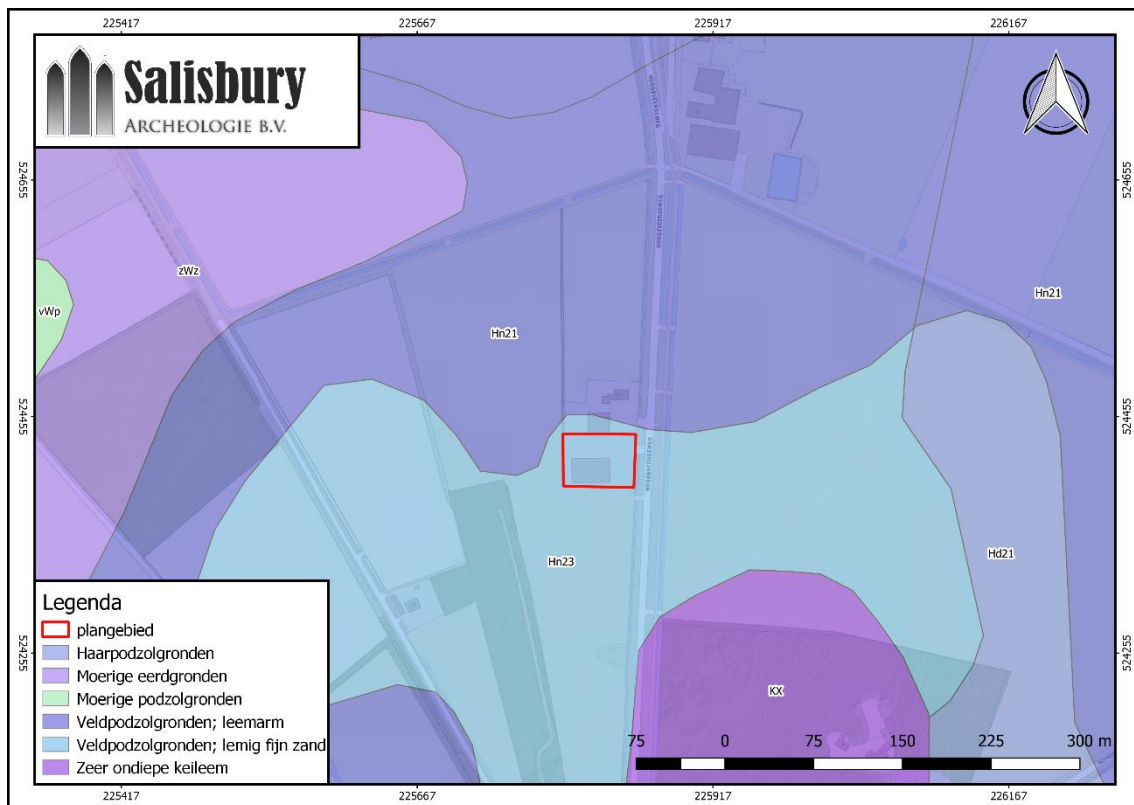 225417 225667 225917 226167
Salisbury
ARCHEOLOGIE B.V.
524655 524655
zWz
vWp
Hn21
Hn21
524455 524455
Hn23
Hd21
KX
524255 524255
Legenda
plangebied
Haarpodzolgronden
Moerige eerdgronden
Moerige podzolgronden
Veldpodzolgronden; leemarm
Veldpodzolgronden; lemig fijn zand
Zeer ondiepe keileem
75 0 75 150 225 300 m
225417 225667 225917 226167